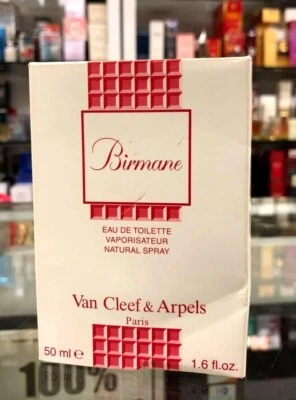 Birmane
EAU DE TOILETTE
VAPORISATEUR
NATURAL SPRAY
Van Cleef & Arpels
Paris
50 ml e 1.6 fl.oz.
100%